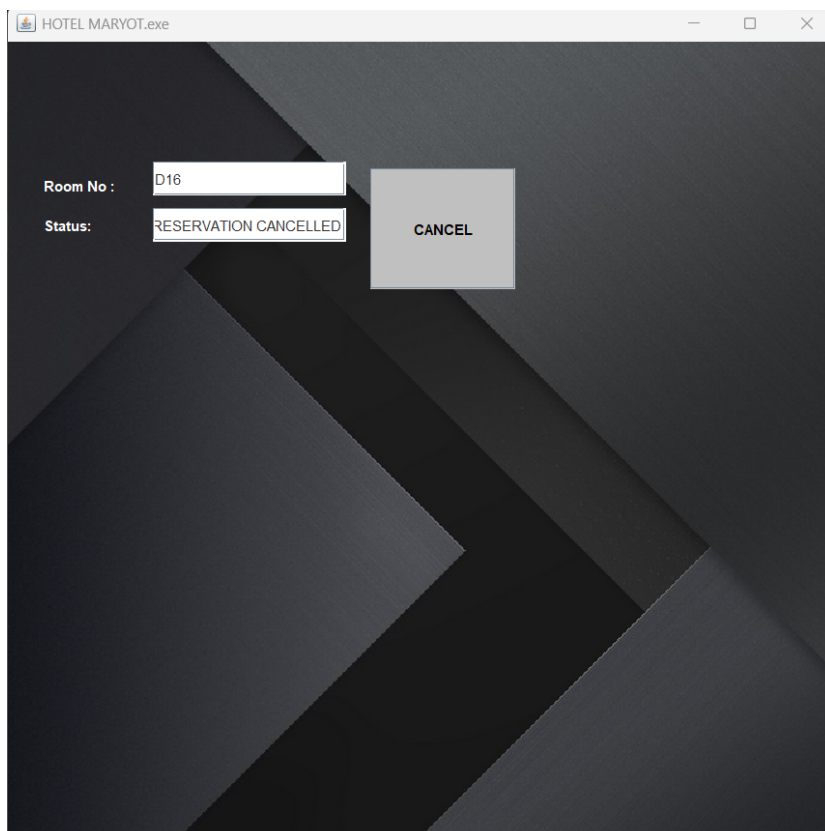 HOTEL MARYOT.exe
Room No :
D16
Status:
RESERVATION CANCELLED
CANCEL